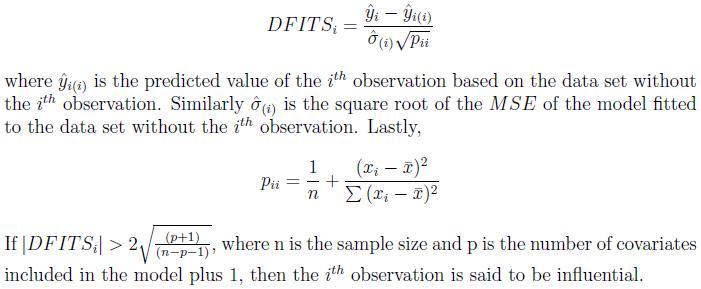 DFITS_i = \frac{\hat{y}_i - \hat{y}_{i(i)}}{\hat{\sigma}_{(i)}\sqrt{p_{ii}}}
where \hat{y}_{i(i)} is the predicted value of the i^{th} observation based on the data set without
the i^{th} observation. Similarly \hat{\sigma}_{(i)} is the square root of the MSE of the model fitted
to the data set without the i^{th} observation. Lastly,
p_{ii} = \frac{1}{n} + \frac{(x_i - \bar{x})^2}{\sum (x_i - \bar{x})^2}
If |DFITS_i| > 2\sqrt{\frac{(p+1)}{(n-p-1)}}, where n is the sample size and p is the number of covariates
included in the model plus 1, then the i^{th} observation is said to be influential.